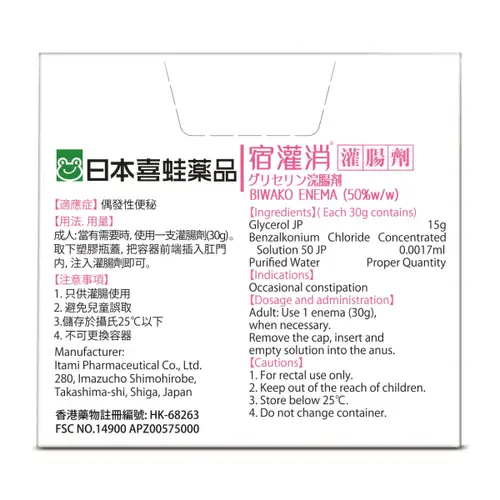 日本喜蛙薬品
【適應症】偶發性便秘
【用法．用量】
成人:當有需要時,使用一支灌腸劑(30g)。
取下塑膠瓶蓋,把容器前端插入肛門
内,注入灌腸劑即可。
【注意事項】
1. 只供灌腸使用
2. 避免兒童誤取
3.儲存於攝氏25℃以下
4. 不可更換容器
Manufacturer:
Itami Pharmaceutical Co., Ltd.
280, Imazucho Shimohirobe,
Takashima-shi, Shiga, Japan
香港藥物註冊編號: HK-68263
FSC NO.14900 APZ00575000
宿灌消® 灌腸劑
グリセリン浣腸剤
BIWAKO ENEMA (50%w/w)
【Ingredients】( Each 30g contains)
Glycerol JP 15g
Benzalkonium Chloride Concentrated
Solution 50 JP 0.0017ml
Purified Water Proper Quantity
【Indications】
Occasional constipation
【Dosage and administration】
Adult: Use 1 enema (30g),
when necessary.
Remove the cap, insert and
empty solution into the anus.
【Cautions】
1. For rectal use only.
2. Keep out of the reach of children.
3. Store below 25℃.
4. Do not change container.